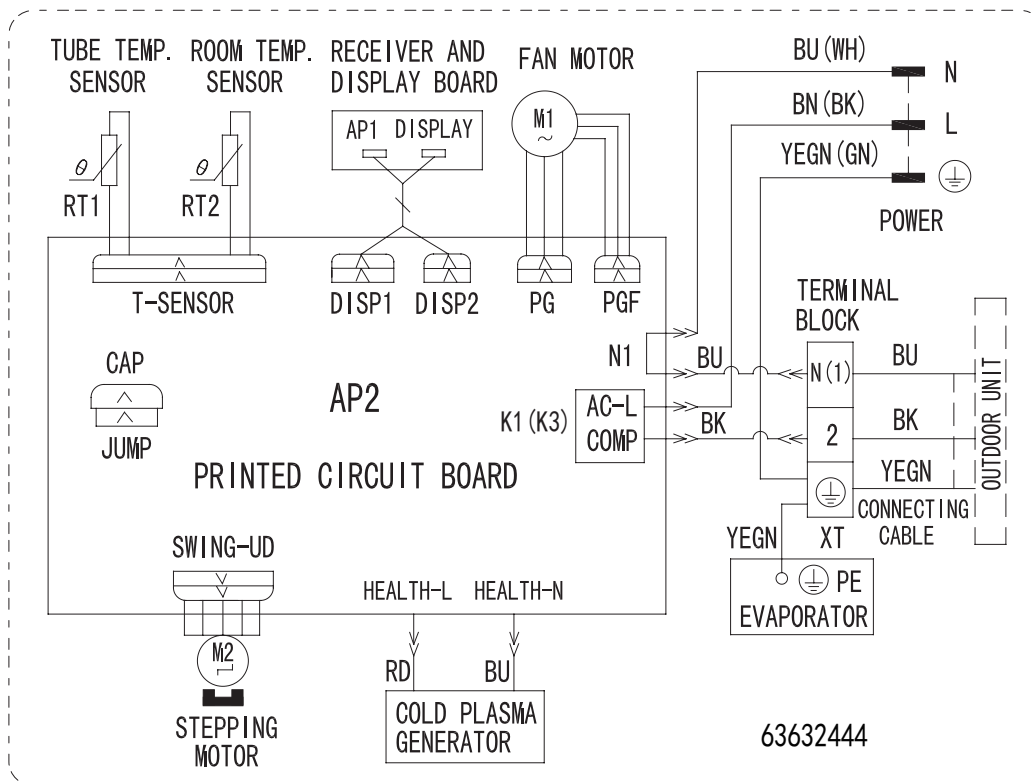 TUBE TEMP.
SENSOR
ROOM TEMP.
SENSOR
RECEIVER AND
DISPLAY BOARD
FAN MOTOR
AP1 DISPLAY
M1
~
θ
RT1
θ
RT2
BU(WH)
N
BN(BK)
L
YEGN(GN)
POWER
T-SENSOR
DISP1
DISP2
PG
PGF
TERMINAL
BLOCK
CAP
JUMP
AP2
PRINTED CIRCUIT BOARD
N1
BU
N(1)
BU
K1(K3)
AC-L
COMP
BK
2
BK
YEGN
OUTDOOR UNIT
CONNECTING
CABLE
YEGN
XT
PE
EVAPORATOR
SWING-UD
HEALTH-L
HEALTH-N
M2
RD
BU
STEPPING
MOTOR
COLD PLASMA
GENERATOR
63632444